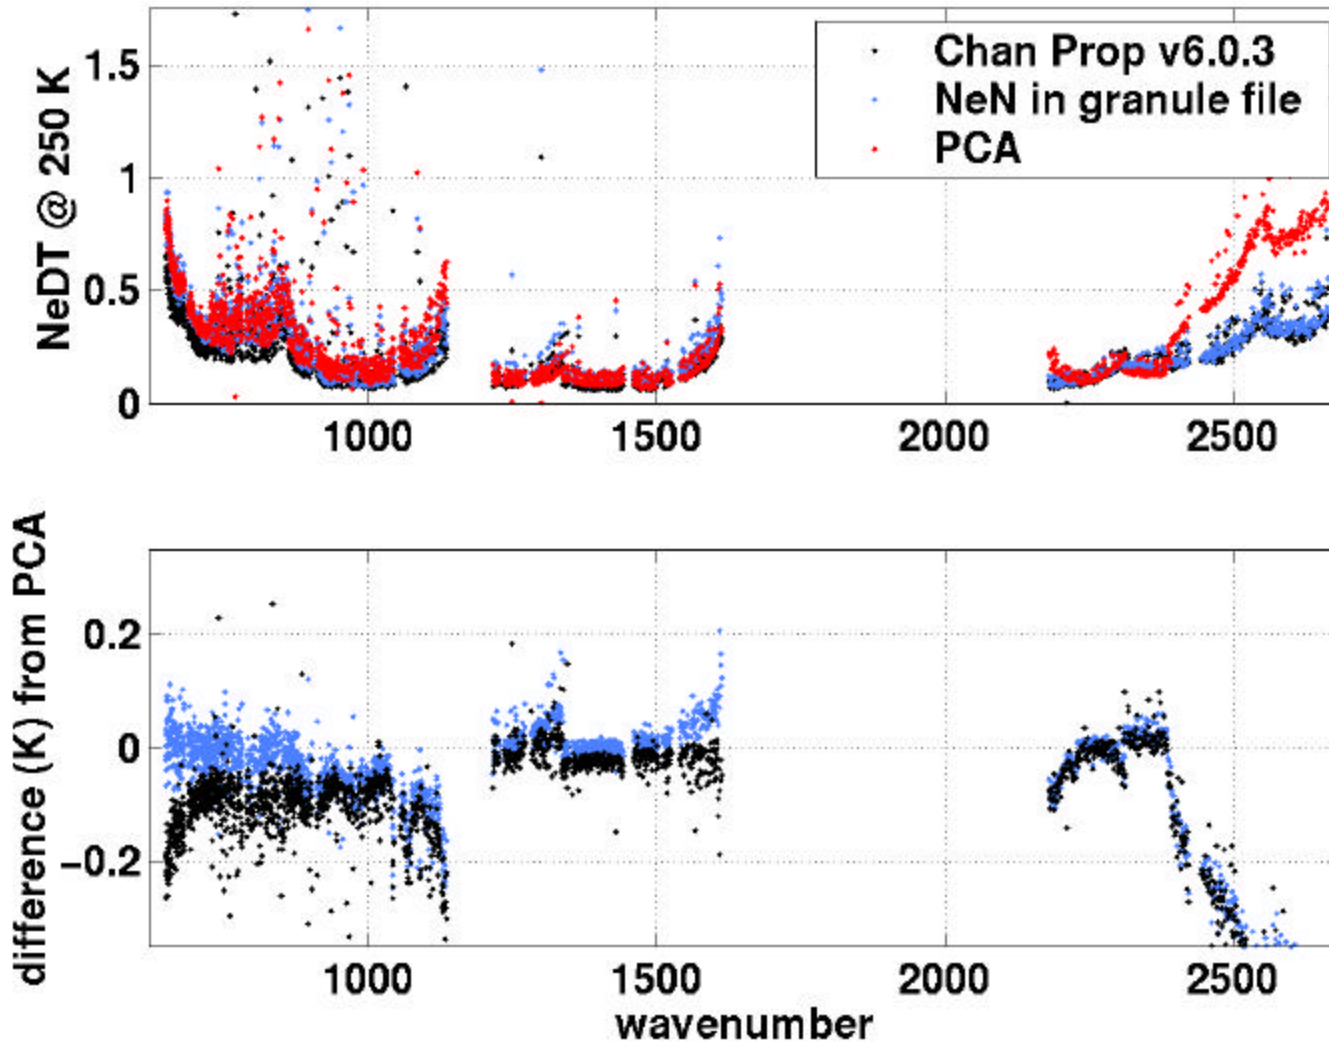 NeDT @ 250 K
1.5
1
0.5
0
Chan Prop v6.0.3
NeN in granule file
PCA
1000 1500 2000 2500
difference (K) from PCA
0.2
0
−0.2
1000 1500 2000 2500
wavenumber